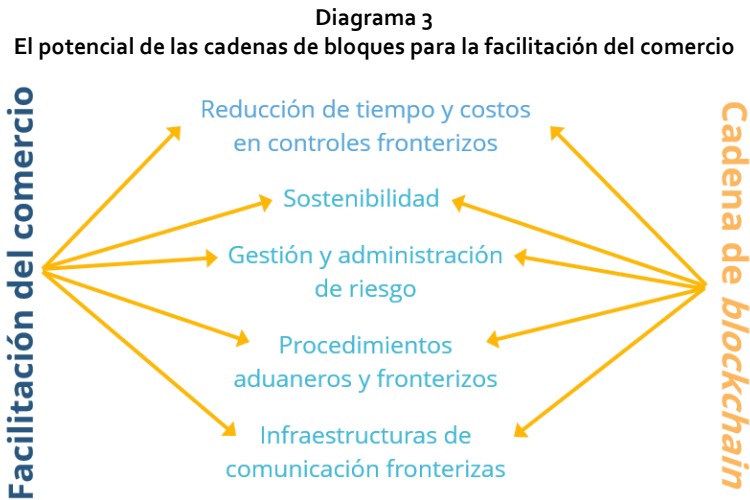 Diagrama 3
El potencial de las cadenas de bloques para la facilitación del comercio
Facilitación del comercio
Reducción de tiempo y costos
en controles fronterizos
Sostenibilidad
Gestión y administración
de riesgo
Procedimientos
aduaneros y fronterizos
Infraestructuras de
comunicación fronterizas
Cadena de blockchain